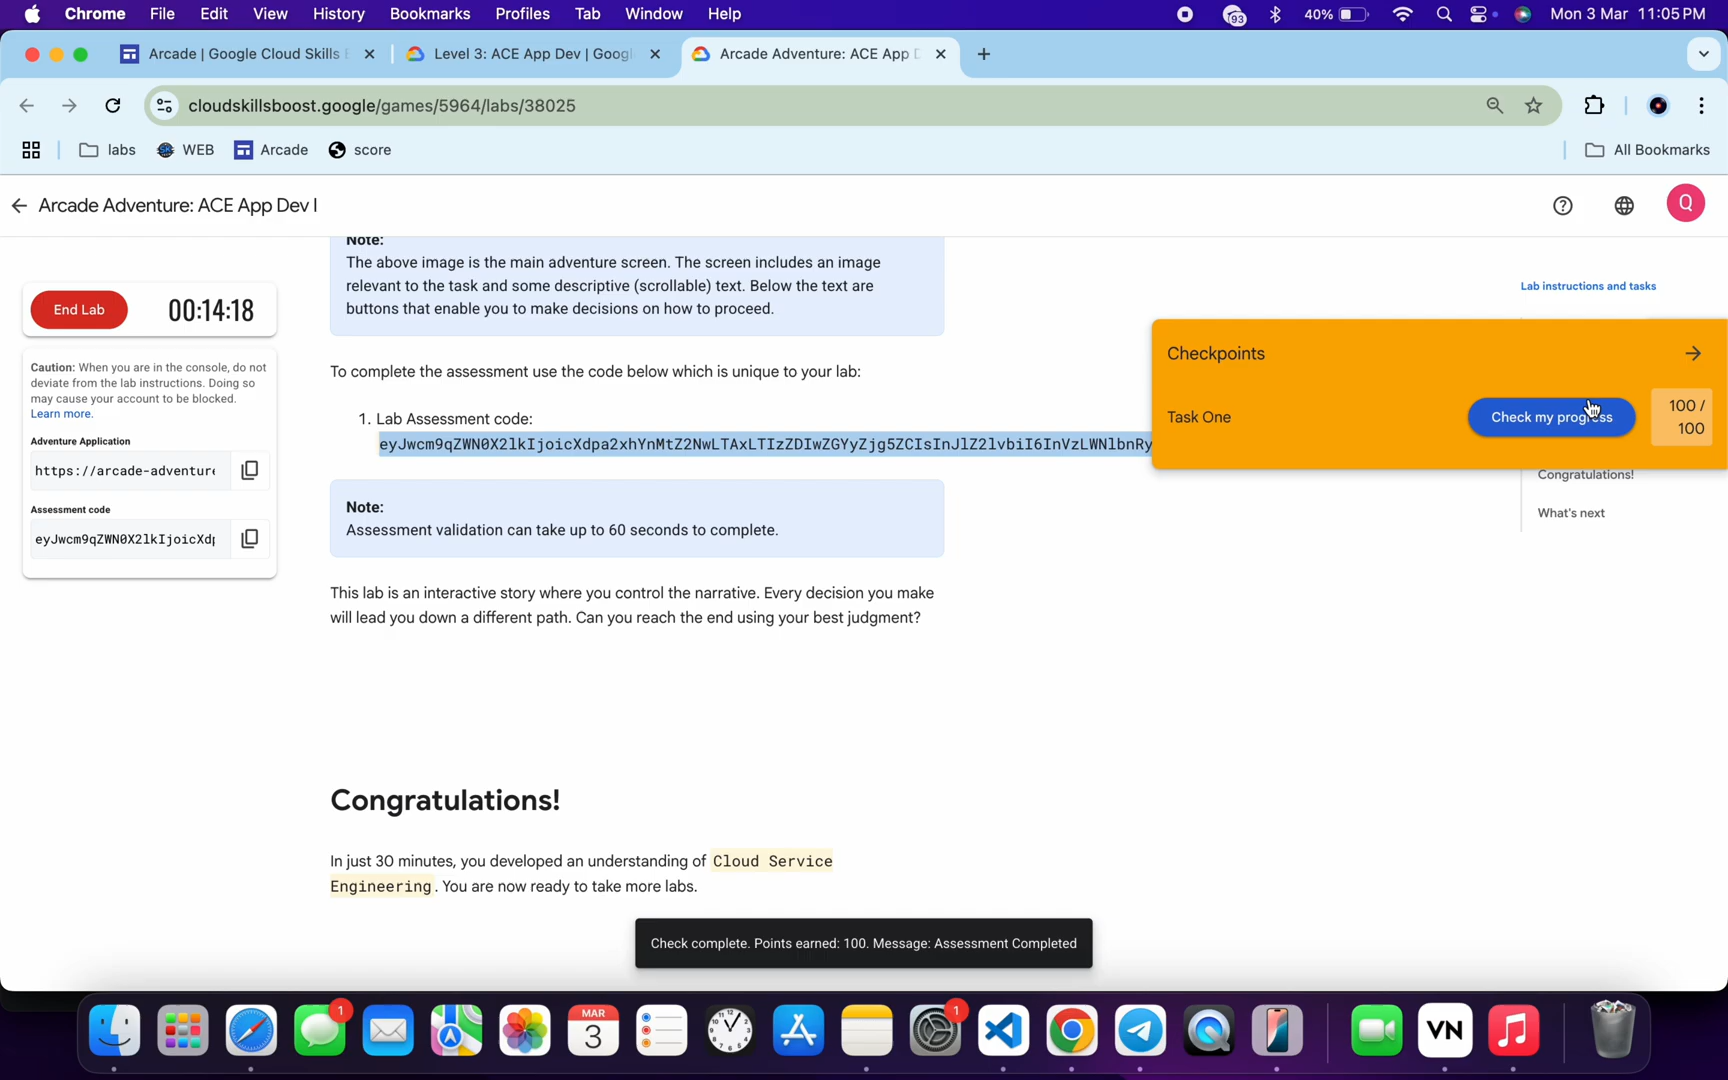 Chrome File Edit View History Bookmarks Profiles Tab Window Help 93 40% Mon 3 Mar 11:05 PM
Arcade | Google Cloud Skills Level 3: ACE App Dev | Googl Arcade Adventure: ACE App D
cloudskillsboost.google/games/5964/labs/38025
labs WEB Arcade score All Bookmarks
Arcade Adventure: ACE App Dev I Q
Note:
The above image is the main adventure screen. The screen includes an image
relevant to the task and some descriptive (scrollable) text. Below the text are
buttons that enable you to make decisions on how to proceed.
End Lab 00:14:18
Caution: When you are in the console, do not
deviate from the lab instructions. Doing so
may cause your account to be blocked.
Learn more.
Adventure Application
https://arcade-adventure
Assessment code
eyJwcm9qZWN0X2lkIjoicXdp
To complete the assessment use the code below which is unique to your lab:
1. Lab Assessment code:
eyJwcm9qZWN0X2lkIjoicXdpa2xhYnMtZ2NwLTAxLTIzZDIwZGYyZjg5ZCIsInJlZ2lvbiI6InVzLWNlbnRy
Note:
Assessment validation can take up to 60 seconds to complete.
This lab is an interactive story where you control the narrative. Every decision you make
will lead you down a different path. Can you reach the end using your best judgment?
Congratulations!
In just 30 minutes, you developed an understanding of Cloud Service
Engineering. You are now ready to take more labs.
Lab instructions and tasks
Checkpoints
Task One Check my progress 100 /
100
Congratulations!
What's next
Check complete. Points earned: 100. Message: Assessment Completed
1 MAR 3 1 VN